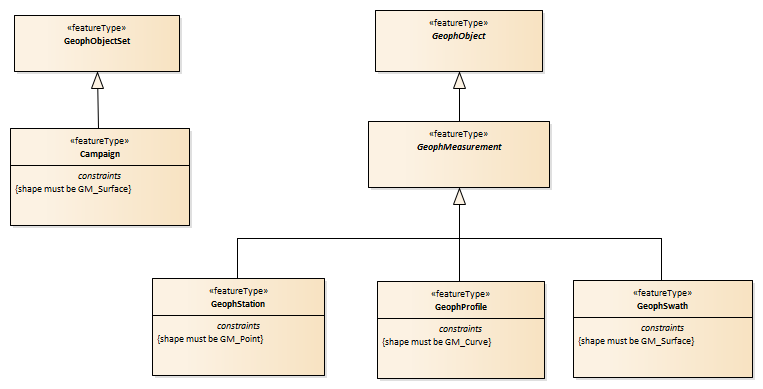 «featureType»
GeophObjectSet
«featureType»
GeophObject
«featureType»
Campaign
constraints
{shape must be GM_Surface}
«featureType»
GeophMeasurement
«featureType»
GeophStation
constraints
{shape must be GM_Point}
«featureType»
GeophProfile
constraints
{shape must be GM_Curve}
«featureType»
GeophSwath
constraints
{shape must be GM_Surface}